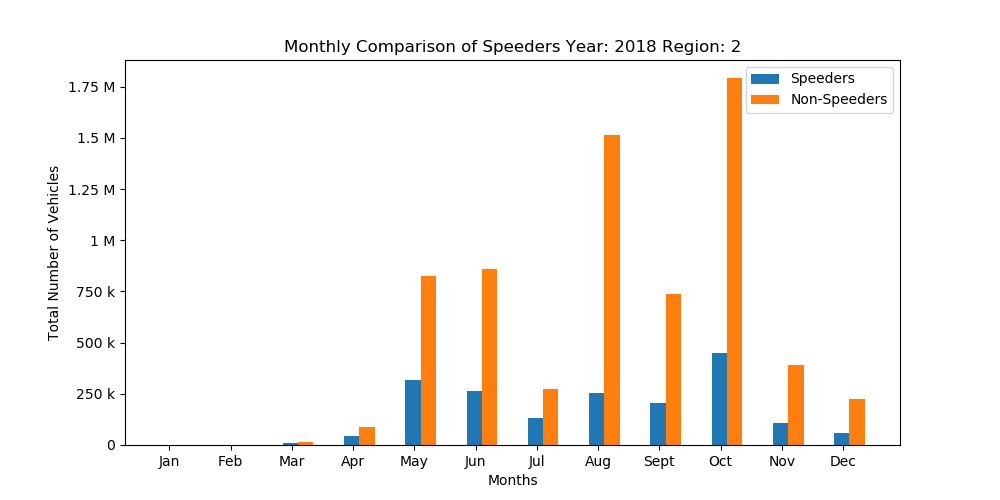 Monthly Comparison of Speeders Year: 2018 Region: 2
Speeders
Non-Speeders
1.75 M
1.5 M
1.25 M
1 M
750 k
500 k
250 k
0
Total Number of Vehicles
Jan Feb Mar Apr May Jun Jul Aug Sept Oct Nov Dec
Months